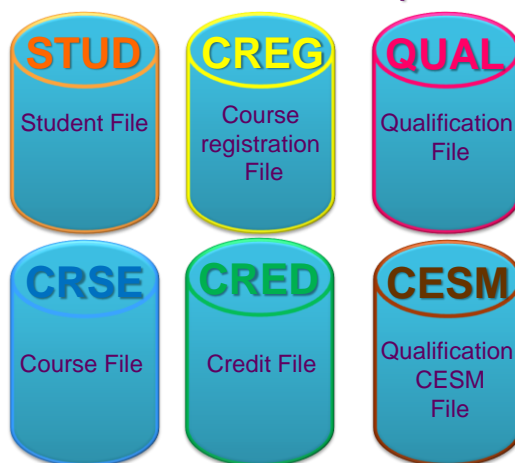 STUD
Student File
CREG
Course
registration
File
QUAL
Qualification
File
CRSE
Course File
CRED
Credit File
CESM
Qualification
CESM
File